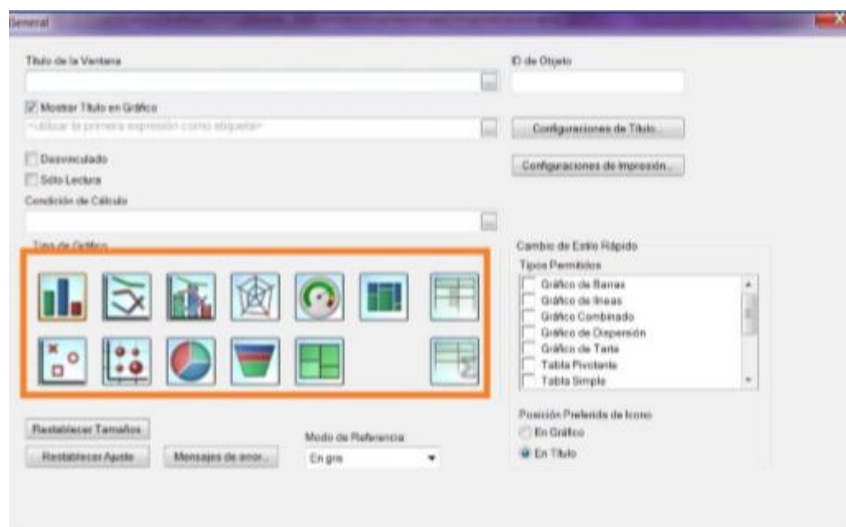 General
Título de la Ventana
ID de Objeto
Mostrar Título en Gráfico
<utilizar la primera expresión como etiqueta>
Configuraciones de Título...
Desvinculado
Configuraciones de Impresión...
Sólo Lectura
Condición de Cálculo
Tipo de Gráfico
Cambio de Estilo Rápido
Tipos Permitidos
Gráfico de Barras
Gráfico de líneas
Gráfico Combinado
Gráfico de Dispersión
Gráfico de Tarta
Tabla Pivotante
Tabla Simple
Posición Preferida de Icono
Restablecer Tamaños
Modo de Referencia
En Gráfico
Restablecer Ajuste
Mensajes de error...
En gris
En Título